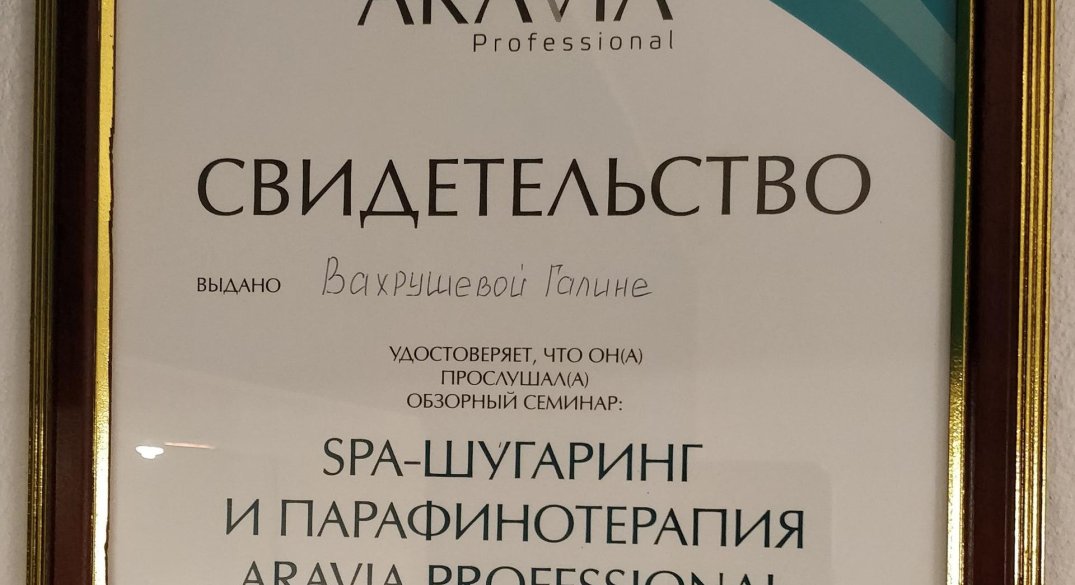 ARAVIA
Professional
СВИДЕТЕЛЬСТВО
ВЫДАНО Вахрушевой Галине
УДОСТОВЕРЯЕТ, ЧТО ОН(А)
ПРОСЛУШАЛ(А)
ОБЗОРНЫЙ СЕМИНАР:
SPA-ШУГАРИНГ
И ПАРАФИНОТЕРАПИЯ
ARAVIA PROFESSIONAL